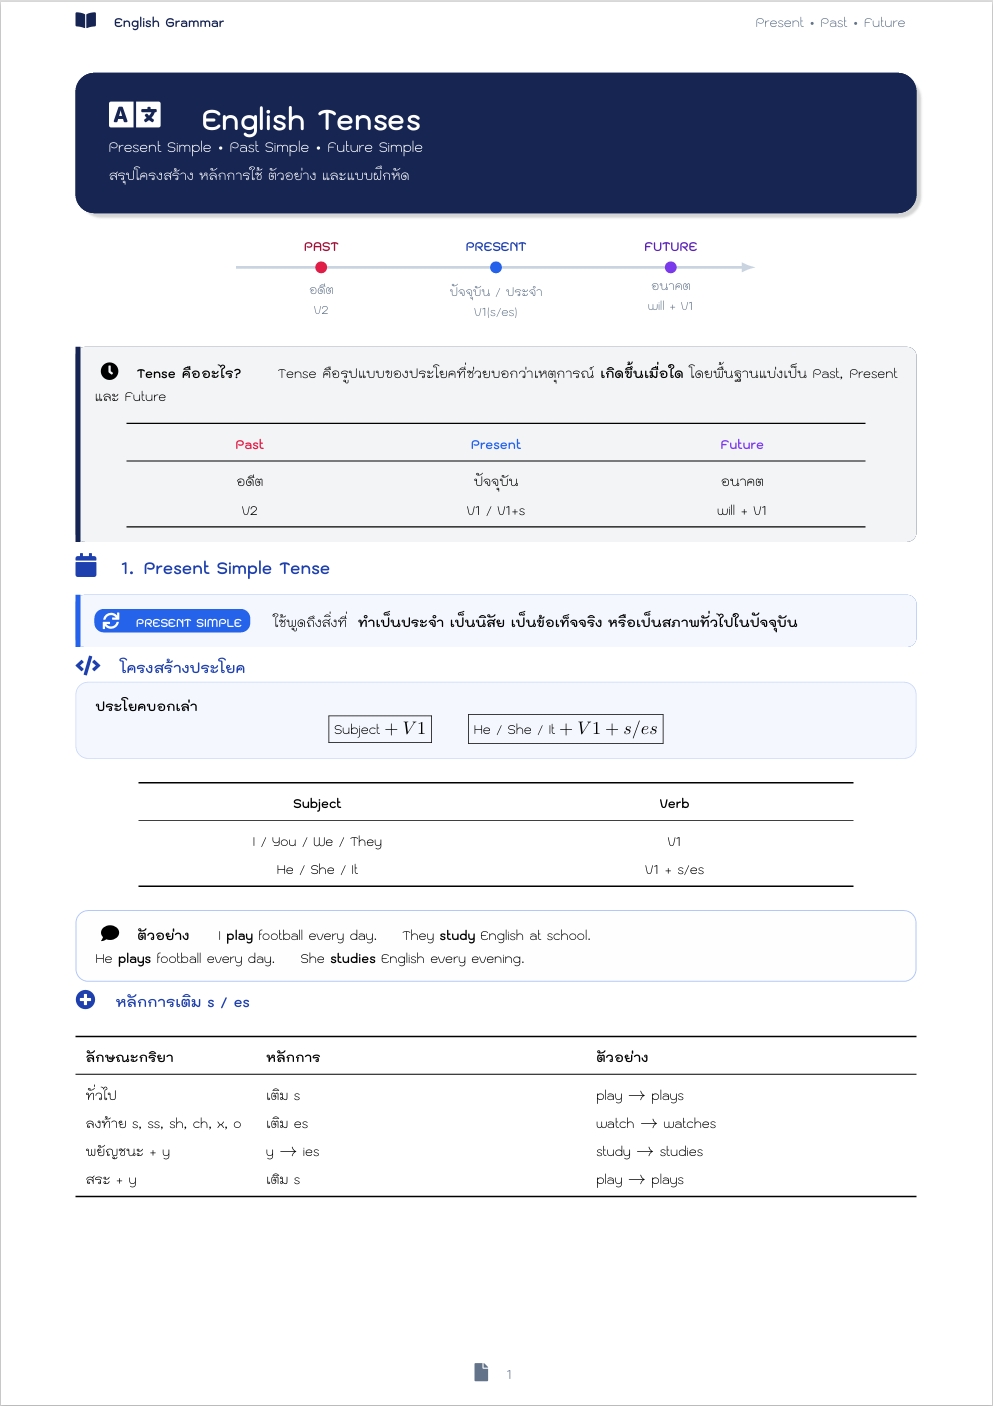 English Grammar Present • Past • Future
English Tenses
Present Simple • Past Simple • Future Simple
สรุปโครงสร้าง หลักการใช้ ตัวอย่าง และแบบฝึกหัด
PAST PRESENT FUTURE
อดีต ปัจจุบัน / ประจำ อนาคต
V2 V1(s/es) will + V1
Tense คืออะไร? Tense คือรูปแบบของประโยคที่ช่วยบอกว่าเหตุการณ์ เกิดขึ้นเมื่อใด โดยพื้นฐานแบ่งเป็น Past, Present
และ Future
Past Present Future
อดีต ปัจจุบัน อนาคต
V2 V1 / V1+s will + V1
1. Present Simple Tense
PRESENT SIMPLE ใช้พูดถึงสิ่งที่ ทำเป็นประจำ เป็นนิสัย เป็นข้อเท็จจริง หรือเป็นสภาพทั่วไปในปัจจุบัน
โครงสร้างประโยค
ประโยคบอกเล่า
Subject + V1 He / She / It + V1 + s/es
Subject Verb
I / You / We / They V1
He / She / It V1 + s/es
ตัวอย่าง I play football every day. They study English at school.
He plays football every day. She studies English every evening.
หลักการเติม s / es
ลักษณะกริยา หลักการ ตัวอย่าง
ทั่วไป เติม s play → plays
ลงท้าย s, ss, sh, ch, x, o เติม es watch → watches
พยัญชนะ + y y → ies study → studies
สระ + y เติม s play → plays
1